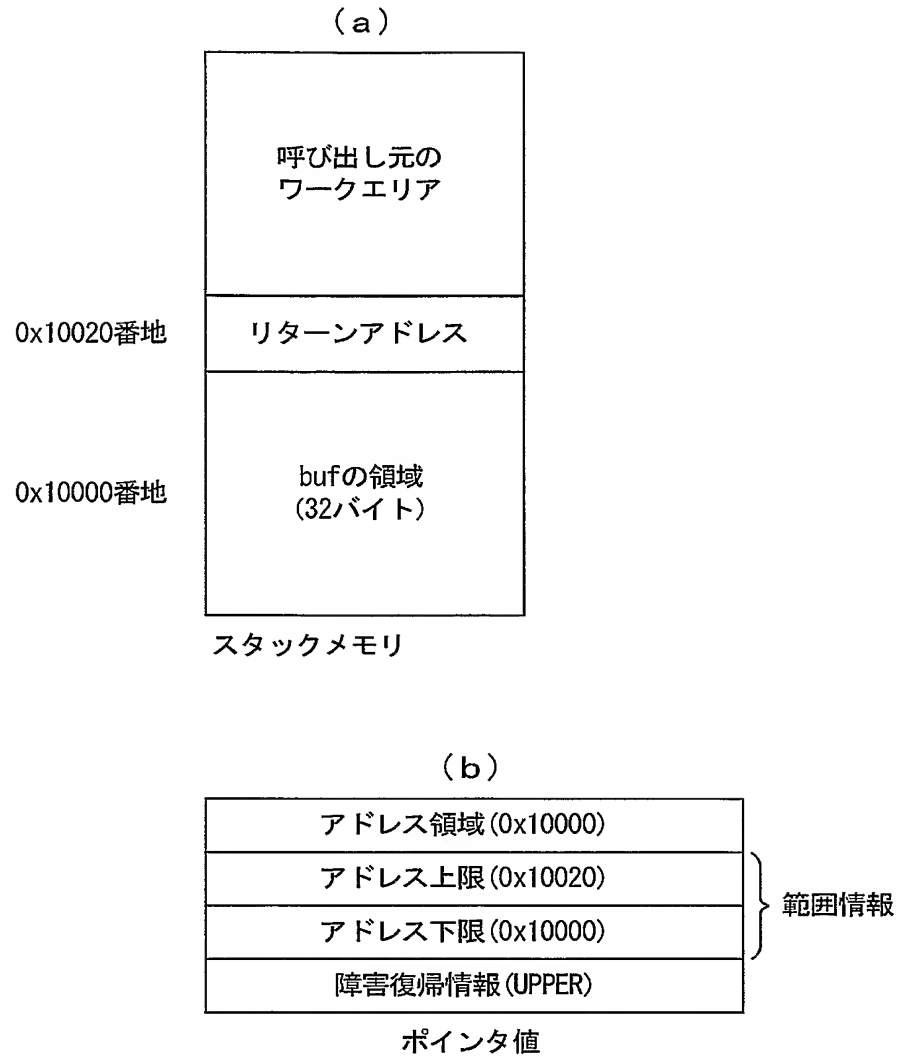 (a)
呼び出し元の
ワークエリア
0x10020番地
リターンアドレス
0x10000番地
bufの領域
(32バイト)
スタックメモリ
(b)
アドレス領域(0x10000)
アドレス上限(0x10020)
アドレス下限(0x10000)
範囲情報
障害復帰情報(UPPER)
ポインタ値